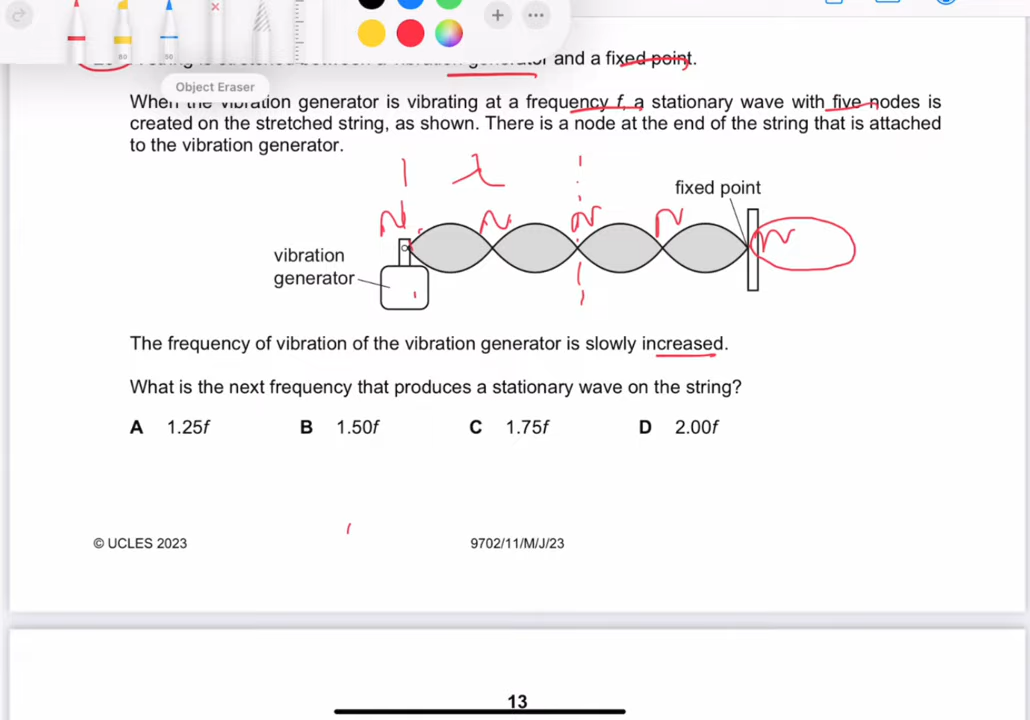 80
50
Object Eraser
and a fixed point.
When the vibration generator is vibrating at a frequency f, a stationary wave with five nodes is
created on the stretched string, as shown. There is a node at the end of the string that is attached
to the vibration generator.
λ
fixed point
N N N N N
vibration
generator
The frequency of vibration of the vibration generator is slowly increased.
What is the next frequency that produces a stationary wave on the string?
A 1.25f B 1.50f C 1.75f D 2.00f
© UCLES 2023 9702/11/M/J/23
13